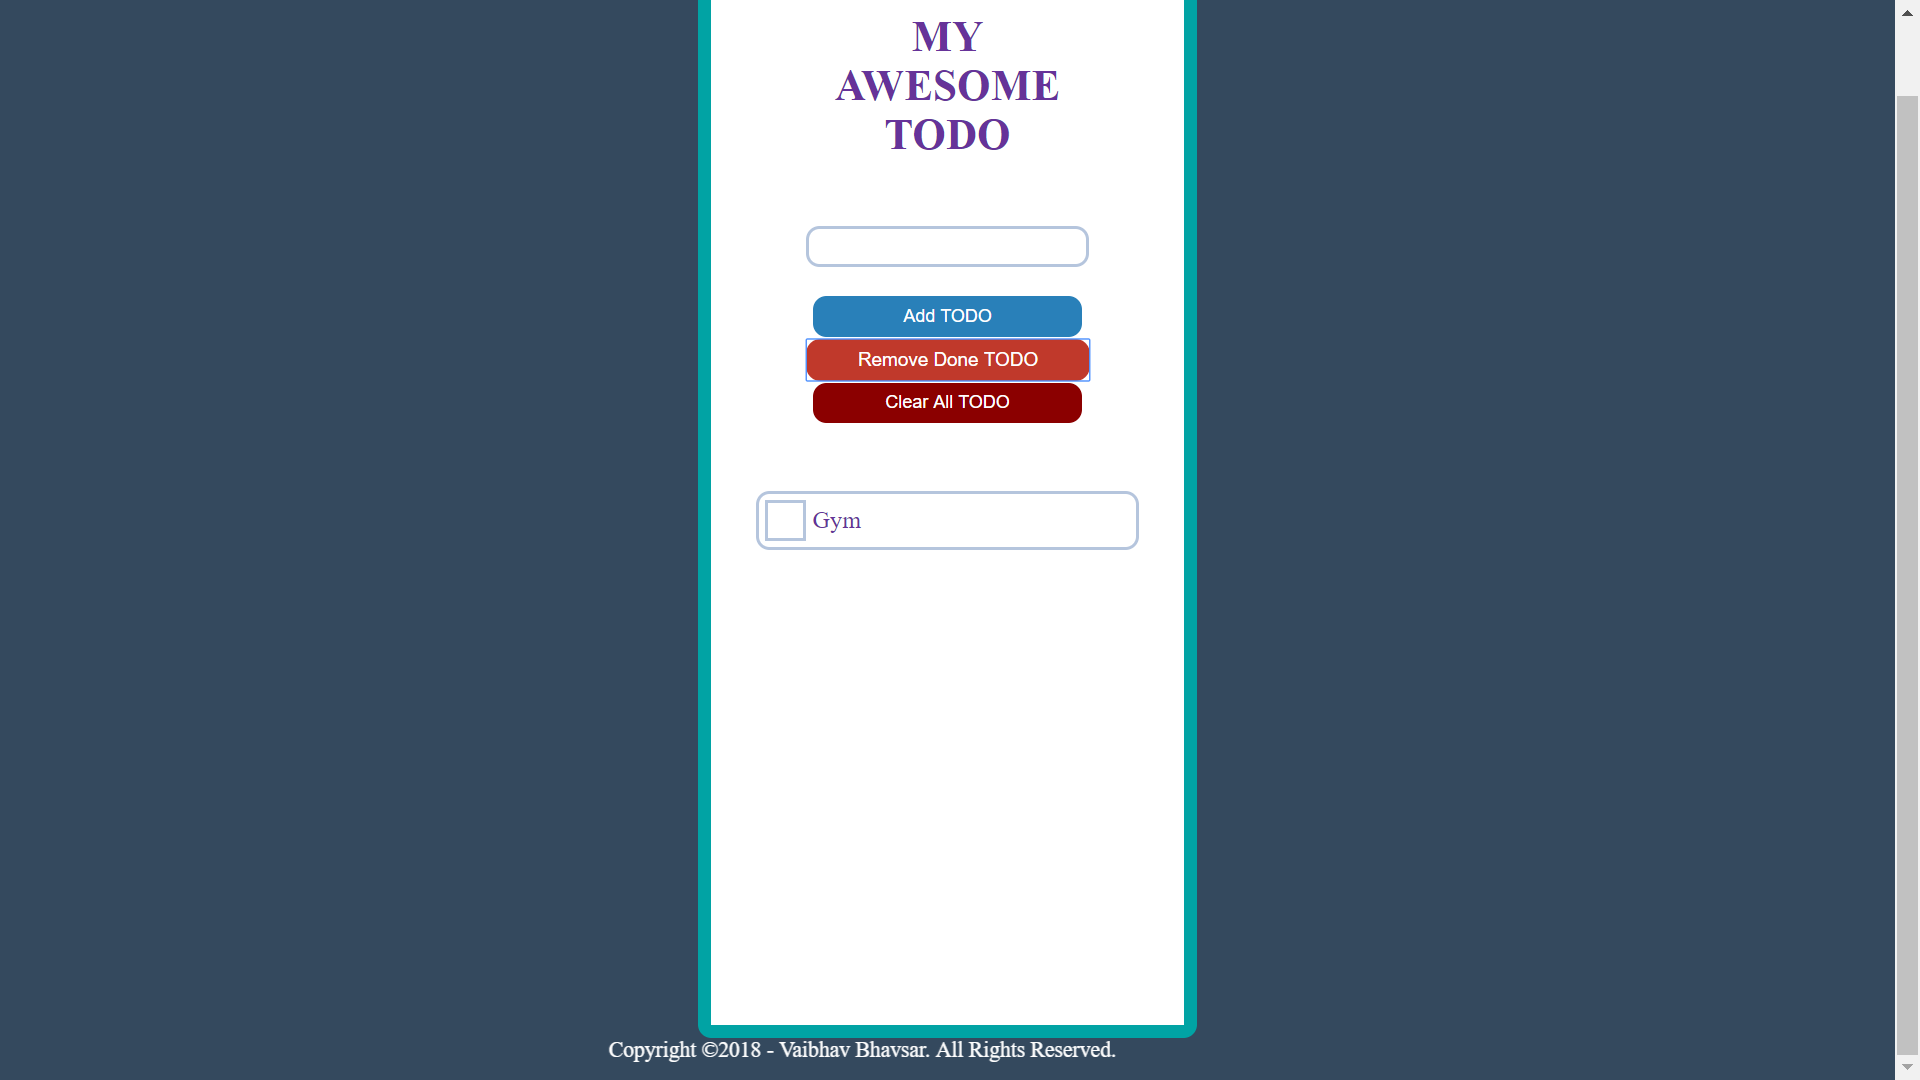 MY
AWESOME
TODO
Add TODO
Remove Done TODO
Clear All TODO
Gym
Copyright ©2018 - Vaibhav Bhavsar. All Rights Reserved.